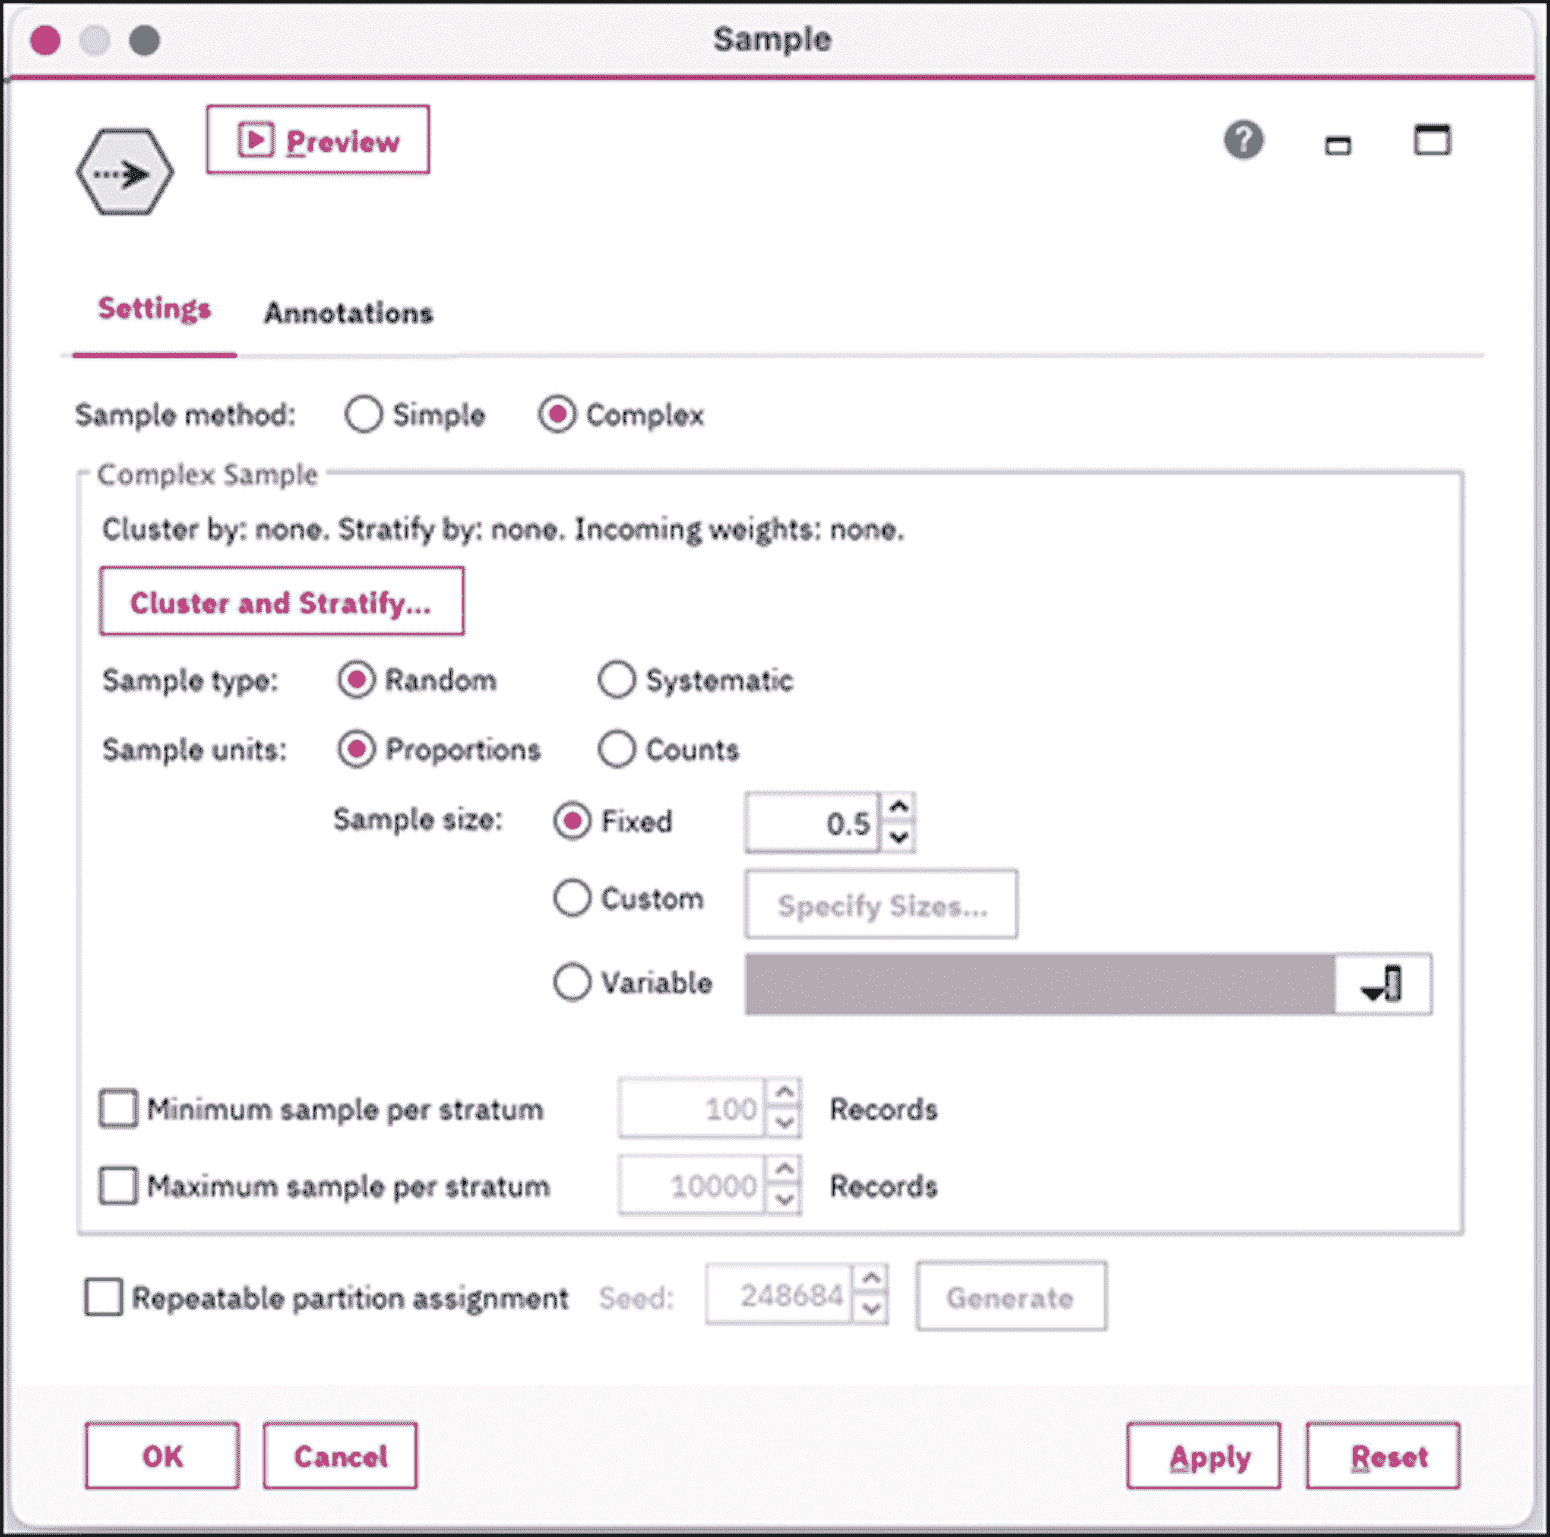 Sample
Preview
?
Settings Annotations
Sample method: Simple Complex
Complex Sample
Cluster by: none. Stratify by: none. Incoming weights: none.
Cluster and Stratify...
Sample type: Random Systematic
Sample units: Proportions Counts
Sample size: Fixed 0.5
Custom Specify Sizes...
Variable
Minimum sample per stratum 100 Records
Maximum sample per stratum 10000 Records
Repeatable partition assignment Seed: 248684 Generate
OK Cancel Apply Reset